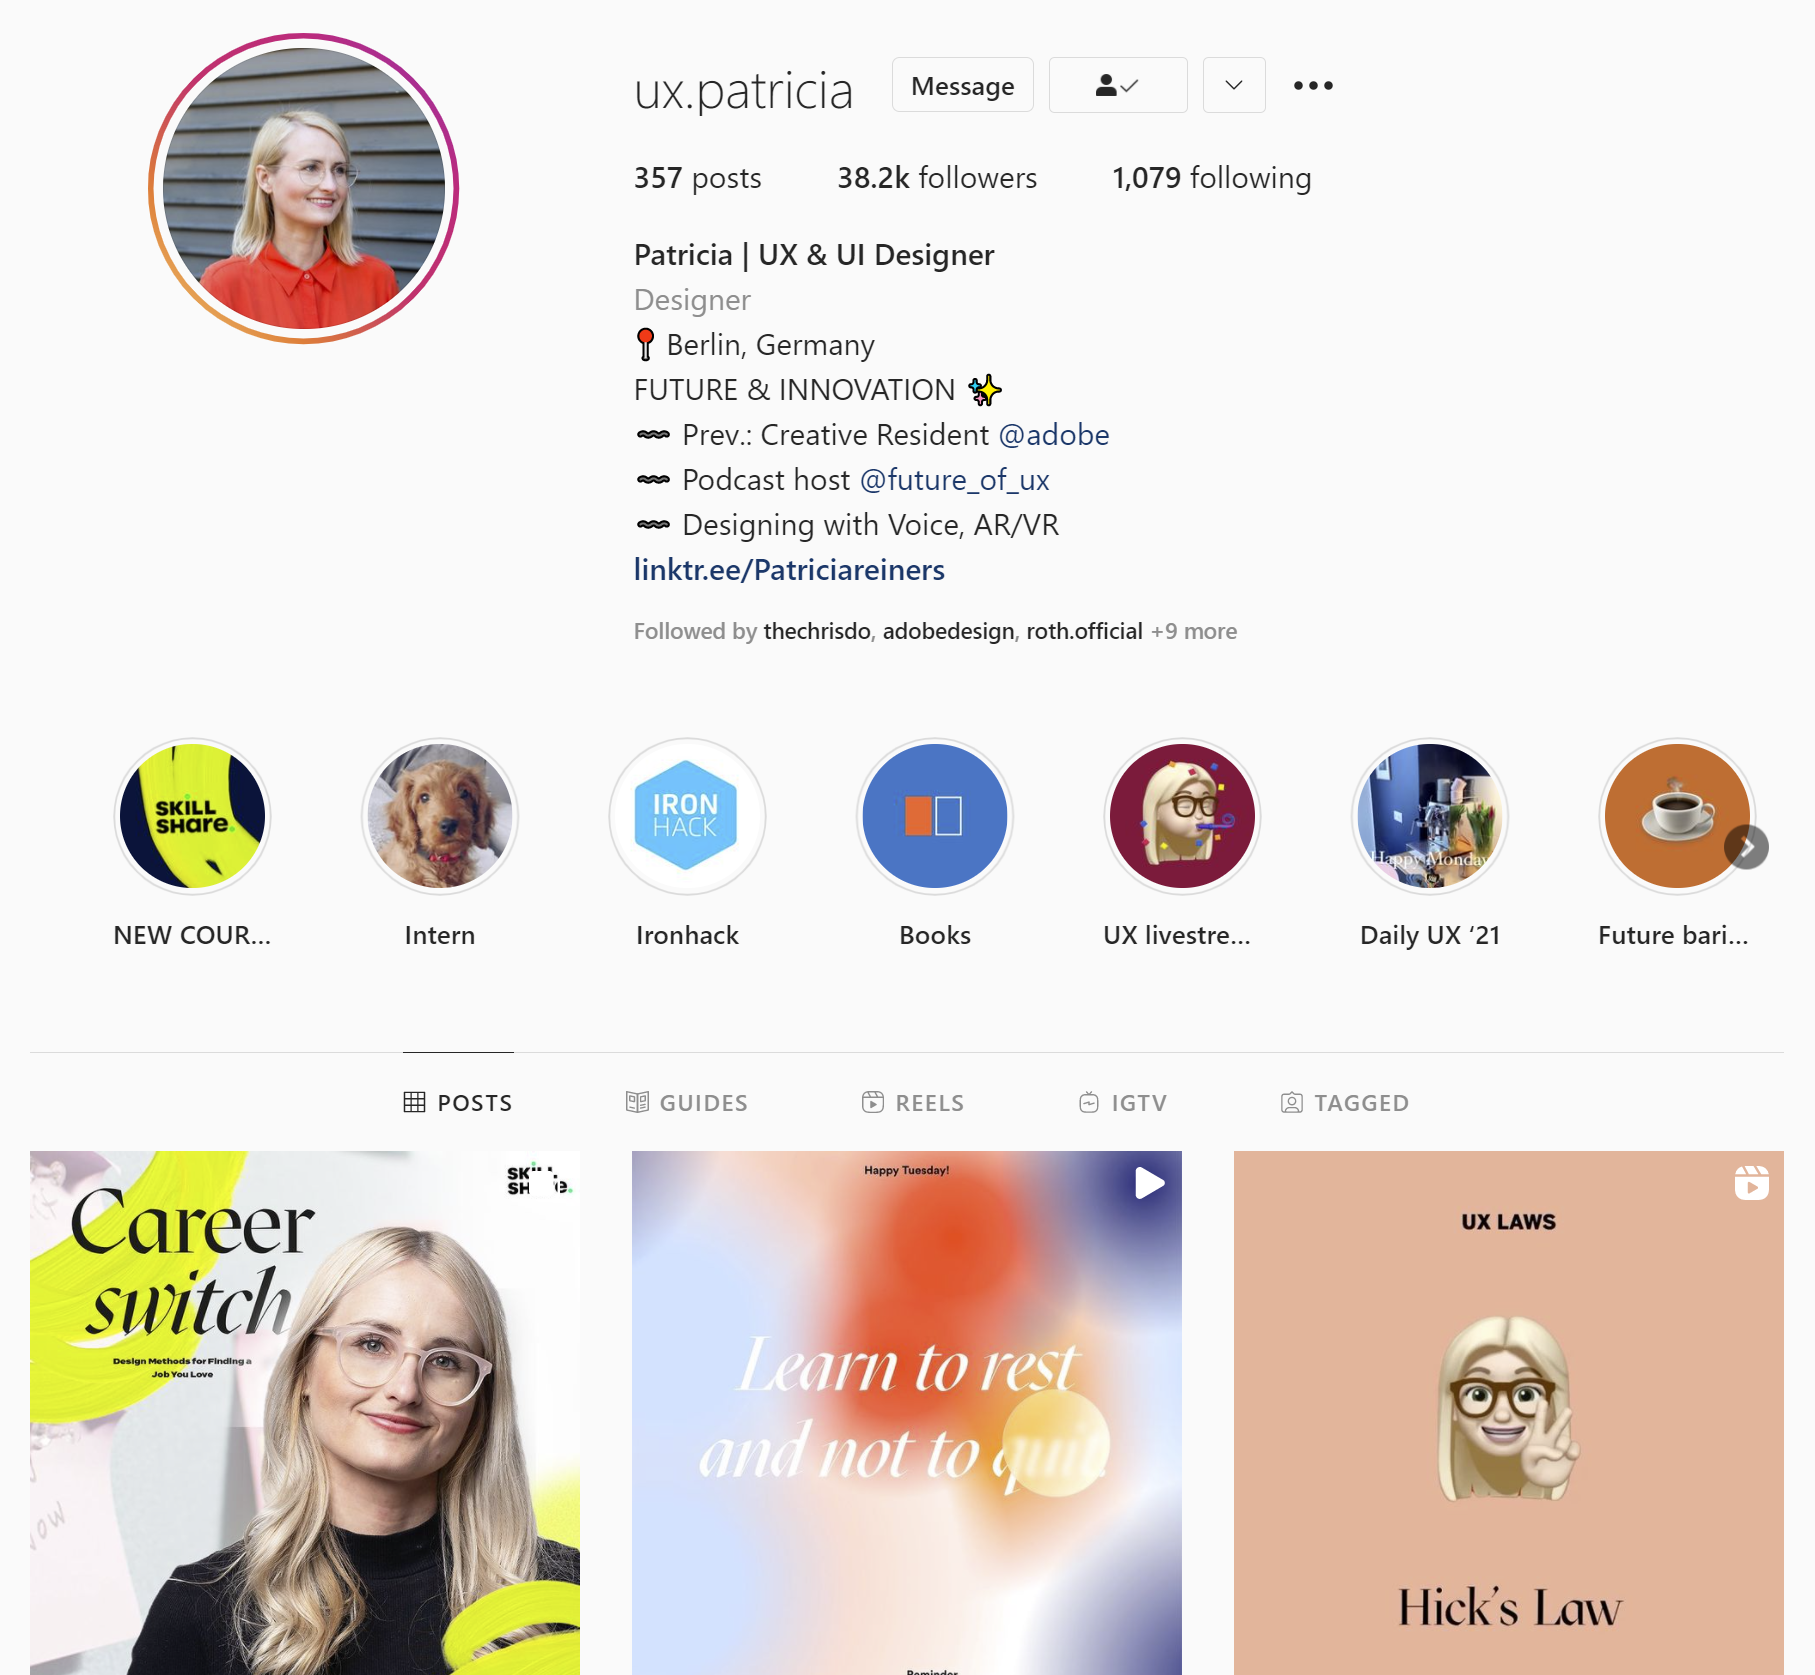 ux.patricia
Message
357 posts 38.2k followers 1,079 following
Patricia | UX & UI Designer
Designer
Berlin, Germany
FUTURE & INNOVATION
Prev.: Creative Resident @adobe
Podcast host @future_of_ux
Designing with Voice, AR/VR
linktr.ee/Patriciareiners
Followed by thechrisdo, adobedesign, roth.official +9 more
SKILL
SHare.
IRON
HACK
Happy Monday
NEW COUR... Intern Ironhack Books UX livestre... Daily UX ‘21 Future bari...
POSTS GUIDES REELS IGTV TAGGED
Career
switch
Design Methods for Finding a
Job You Love
Happy Tuesday!
Learn to rest
and not to quit.
Reminder
UX LAWS
Hick’s Law